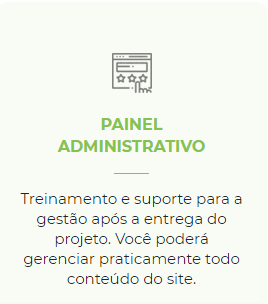 PAINEL
ADMINISTRATIVO
Treinamento e suporte para a
gestão após a entrega do
projeto. Você poderá
gerenciar praticamente todo
conteúdo do site.